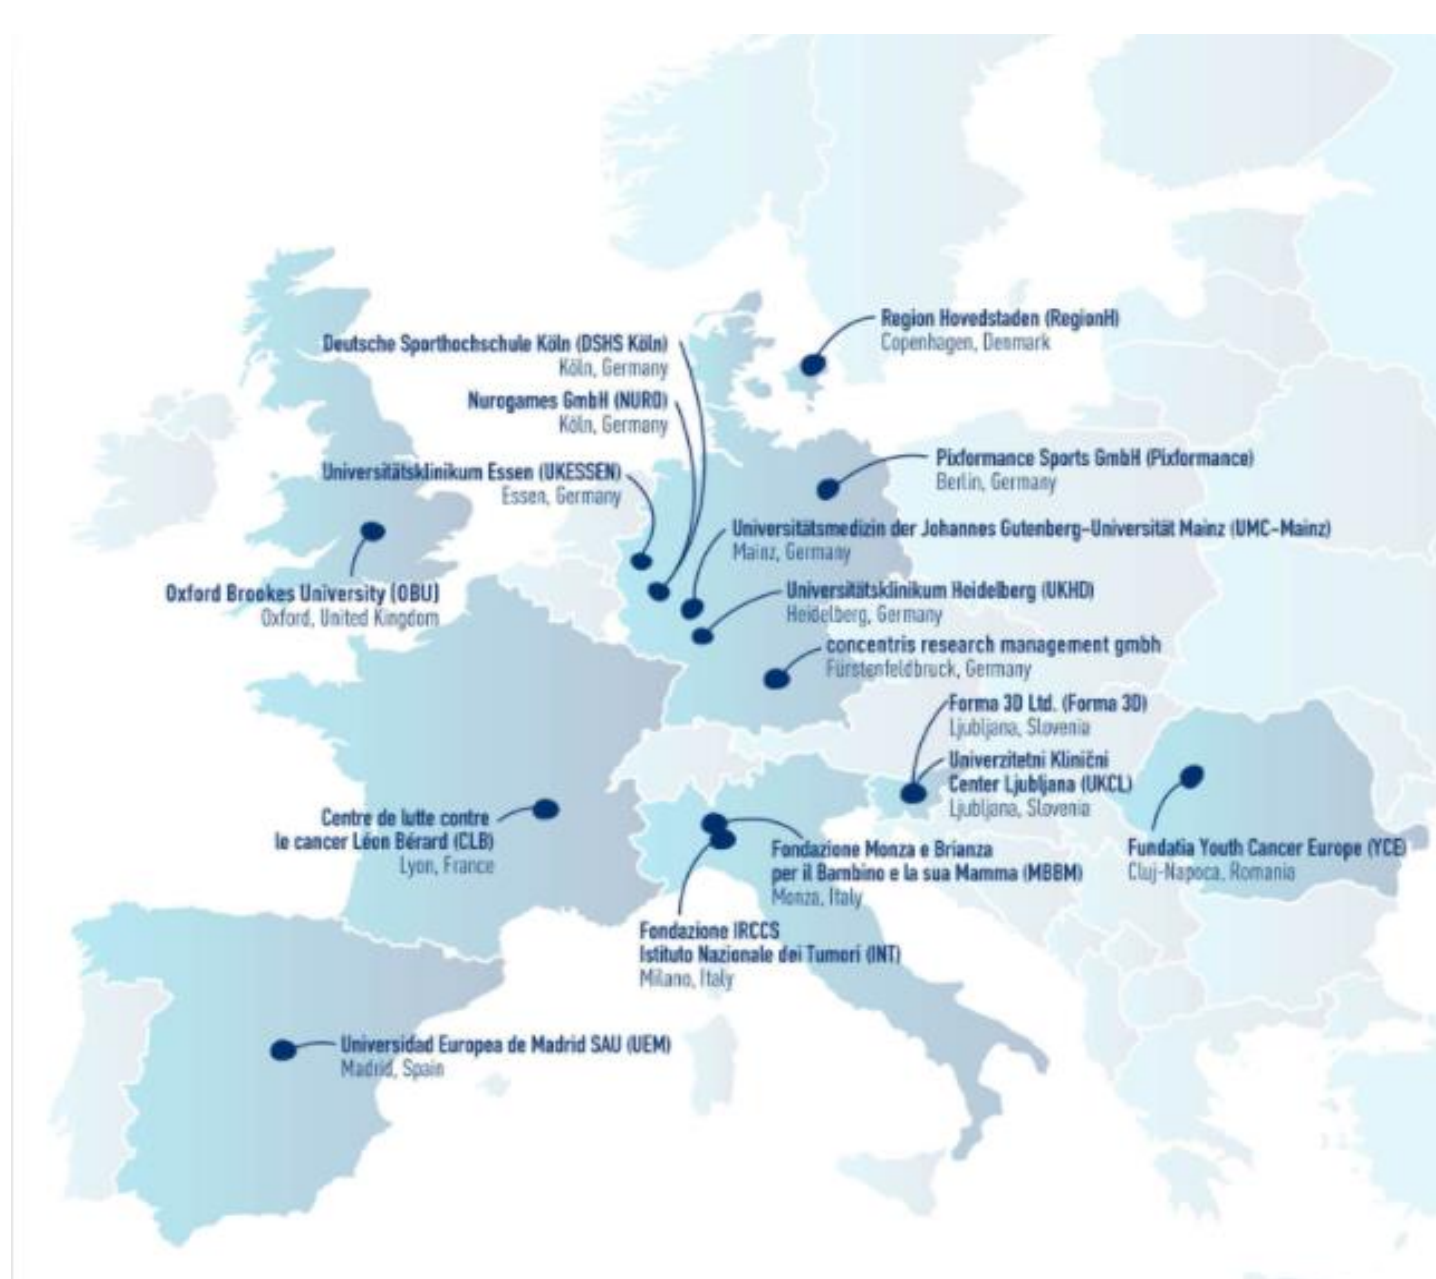 Region Hovedstaden (RegionH)
Copenhagen, Denmark
Deutsche Sporthochschule Köln (DSHS Köln)
Köln, Germany
Nurogames GmbH (NURO)
Köln, Germany
Universitätsklinikum Essen (UKESSEN)
Essen, Germany
Pixformance Sports GmbH (Pixformance)
Berlin, Germany
Universitätsmedizin der Johannes Gutenberg-Universität Mainz (UMC-Mainz)
Mainz, Germany
Oxford Brookes University (OBU)
Oxford, United Kingdom
Universitätsklinikum Heidelberg (UKHD)
Heidelberg, Germany
concentris research management gmbh
Fürstenfeldbruck, Germany
Forma 3D Ltd. (Forma 3D)
Ljubljana, Slovenia
Univerzitetni Klinični
Center Ljubljana (UKCL)
Ljubljana, Slovenia
Centre de lutte contre
le cancer Léon Bérard (CLB)
Lyon, France
Fondazione Monza e Brianza
per il Bambino e la sua Mamma (MBBM)
Monza, Italy
Fundatia Youth Cancer Europe (YCE)
Cluj-Napoca, Romania
Fondazione IRCCS
Istituto Nazionale dei Tumori (INT)
Milano, Italy
Universidad Europea de Madrid SAU (UEM)
Madrid, Spain